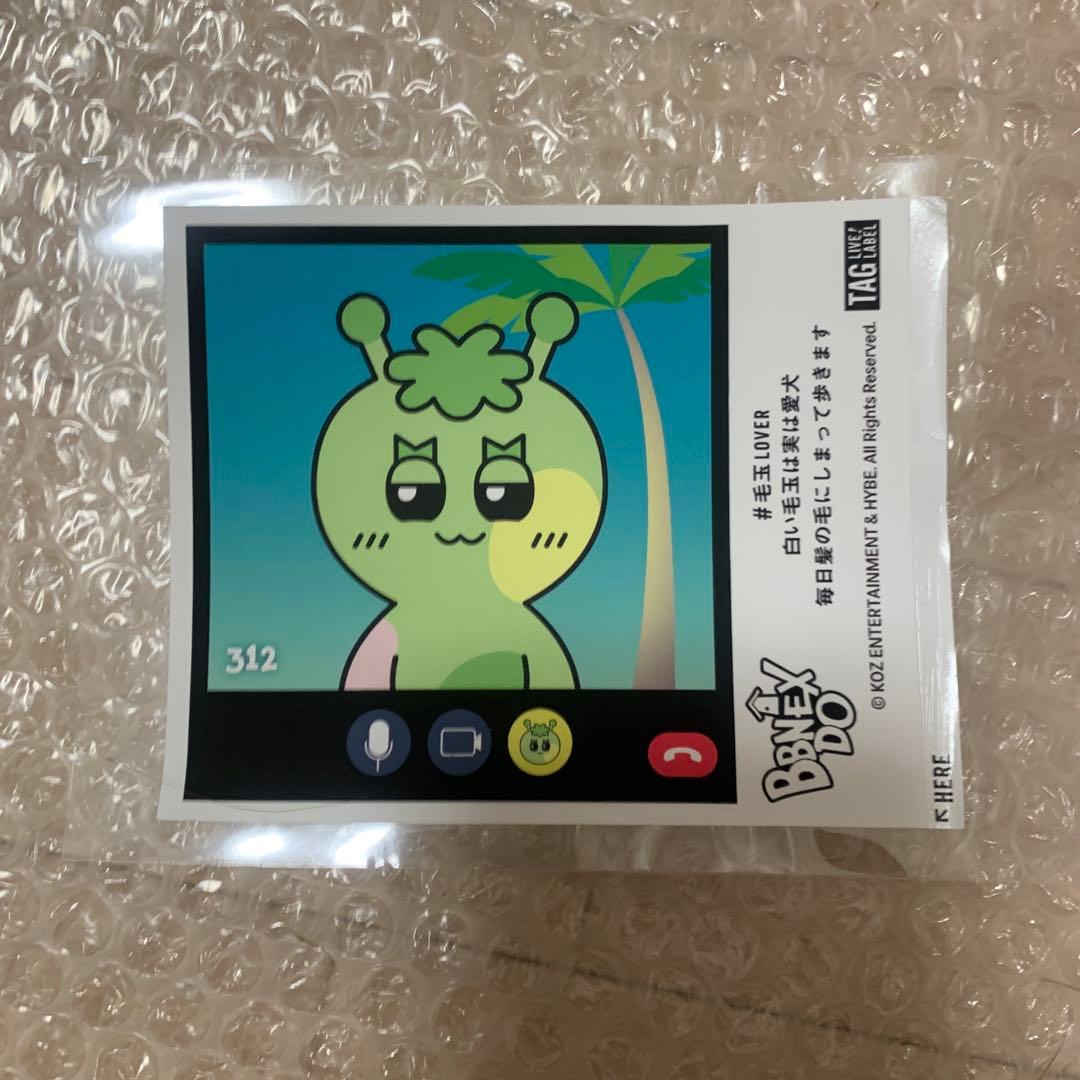 312
#毛玉LOVER
白い毛玉は実は愛犬
毎日髪の毛にしまって歩きます
BBNEX
DO
TAG LIVE! LABEL
© KOZ ENTERTAINMENT & HYBE. All Rights Reserved.
↖ HERE